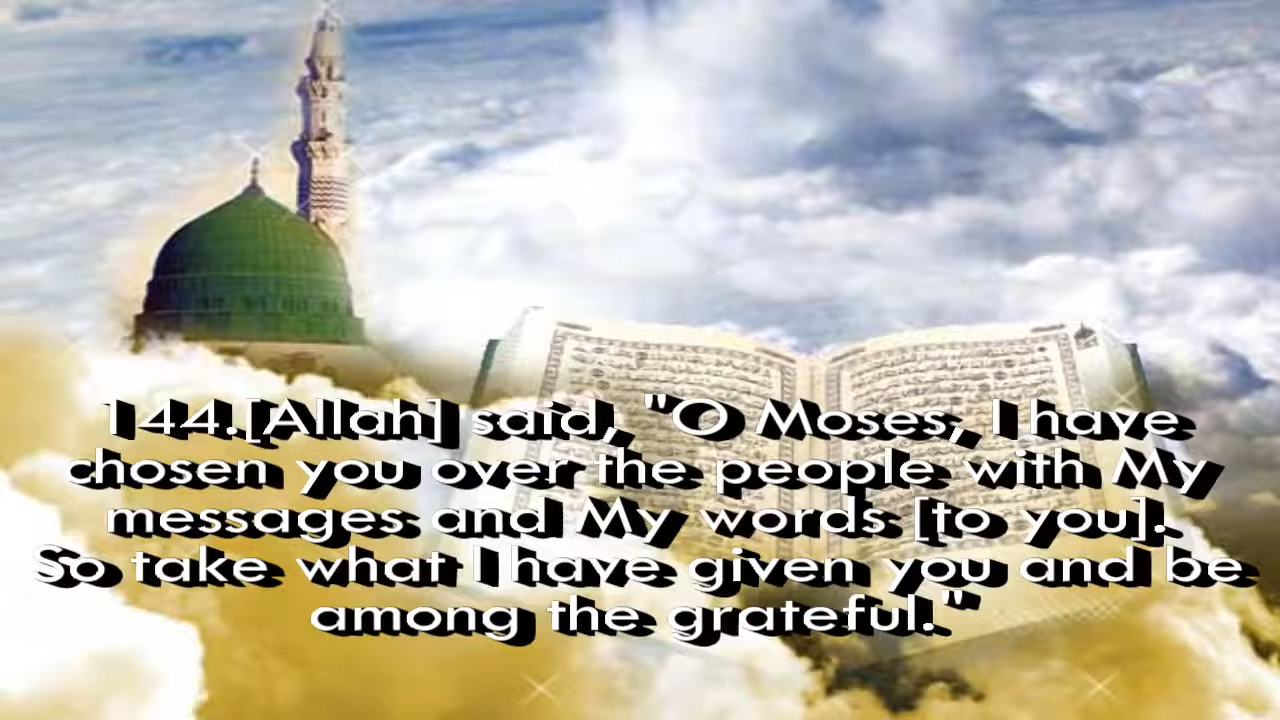 144.[Allah] said, "O Moses, I have
chosen you over the people with My
messages and My words [to you].
So take what I have given you and be
among the grateful."